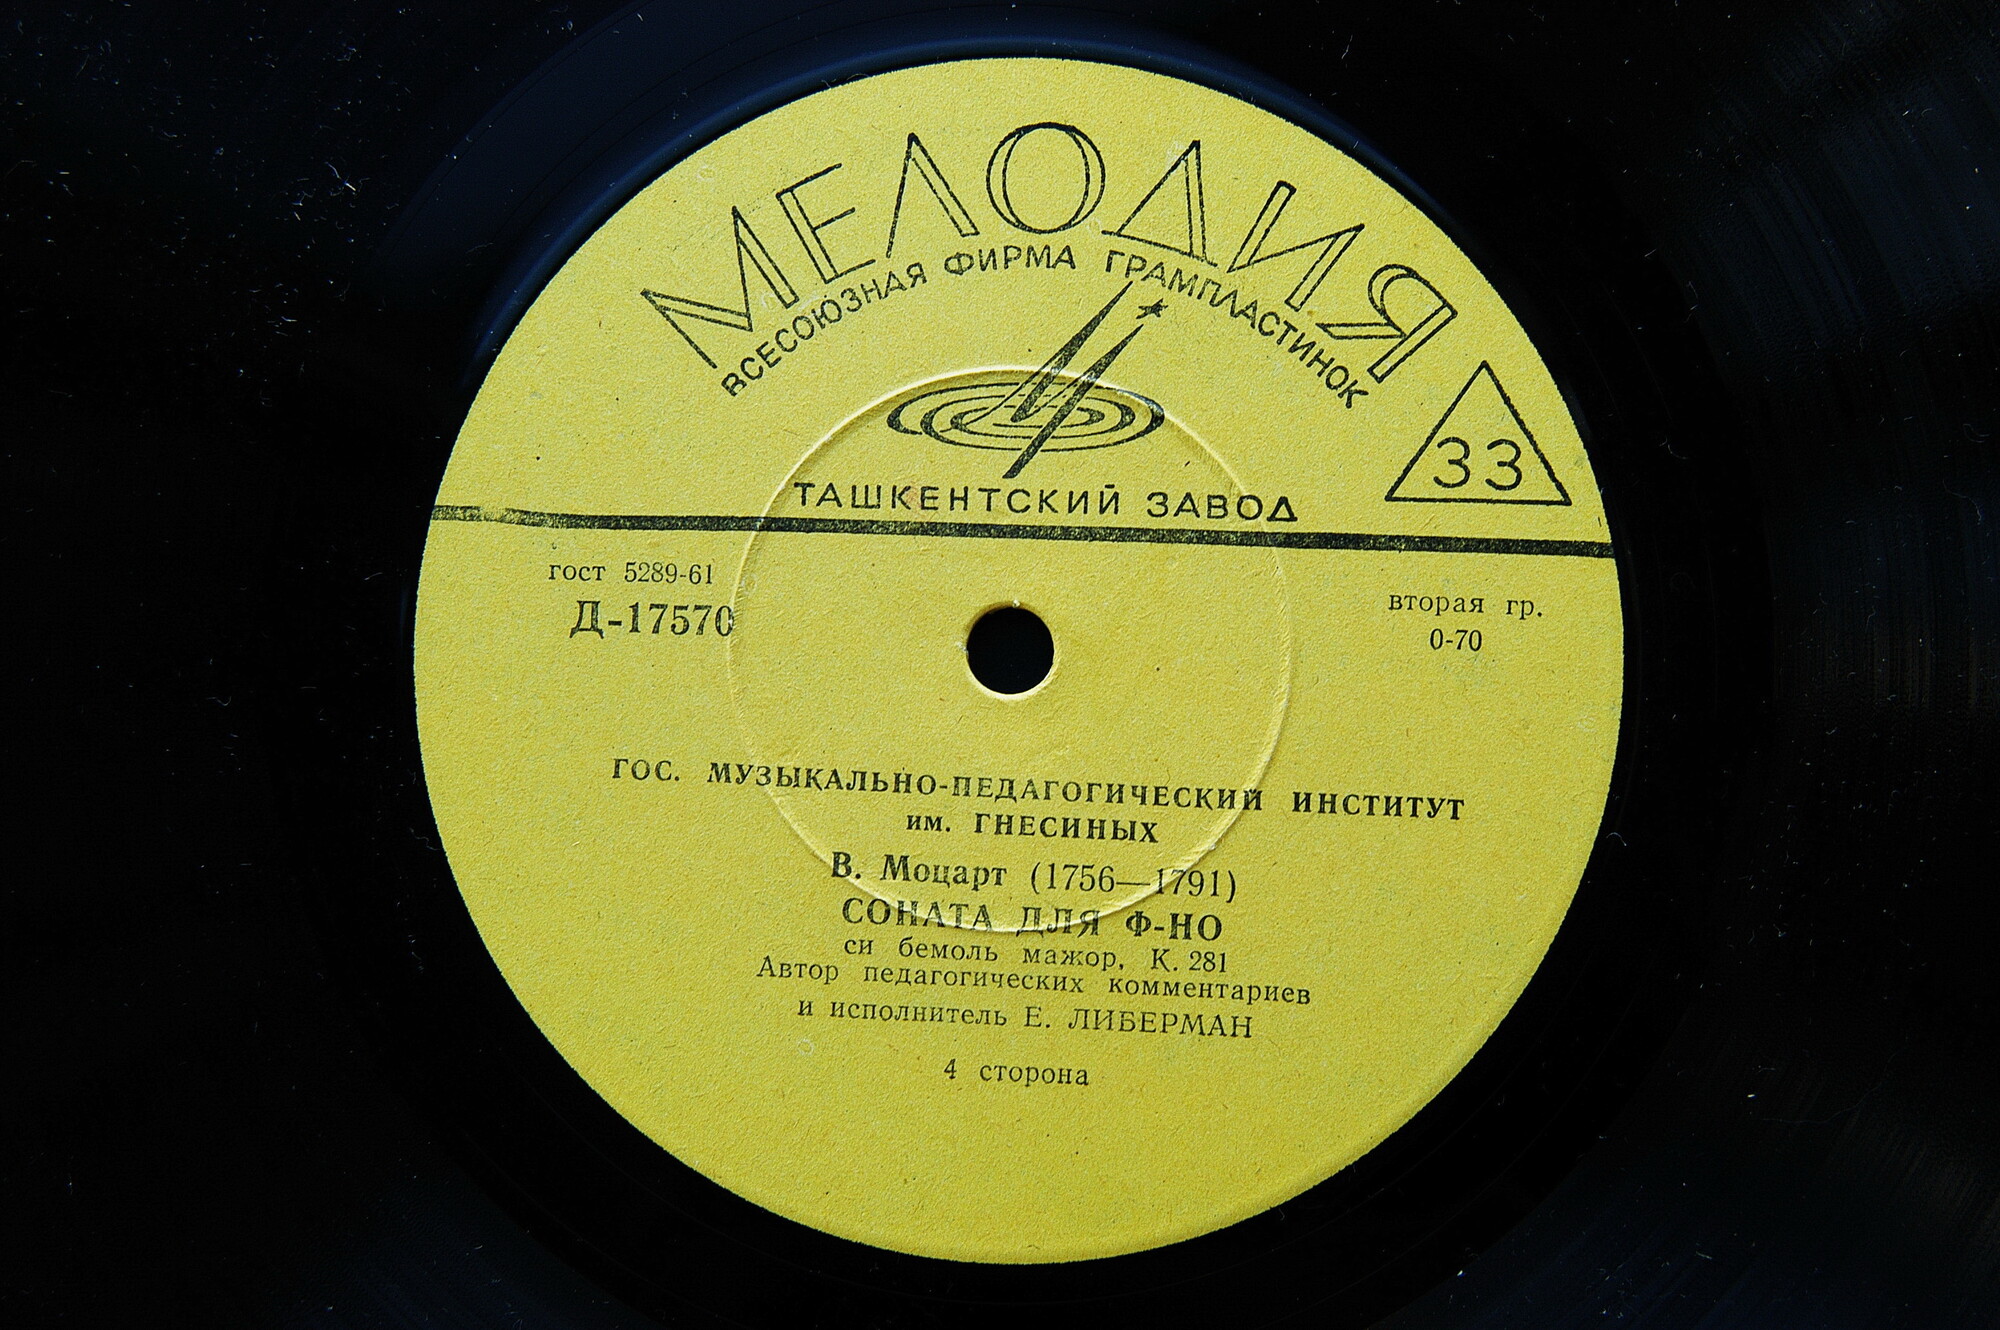 МЕЛОДИЯ
ВСЕСОЮЗНАЯ ФИРМА ГРАМПЛАСТИНОК
33
ТАШКЕНТСКИЙ ЗАВОД
гост 5289-61
Д-17570
вторая гр.
0-70
ГОС. МУЗЫКАЛЬНО-ПЕДАГОГИЧЕСКИЙ ИНСТИТУТ
им. ГНЕСИНЫХ
В. Моцарт (1756—1791)
СОНАТА ДЛЯ Ф-НО
си бемоль мажор, К. 281
Автор педагогических комментариев
и исполнитель Е. ЛИБЕРМАН
4 сторона